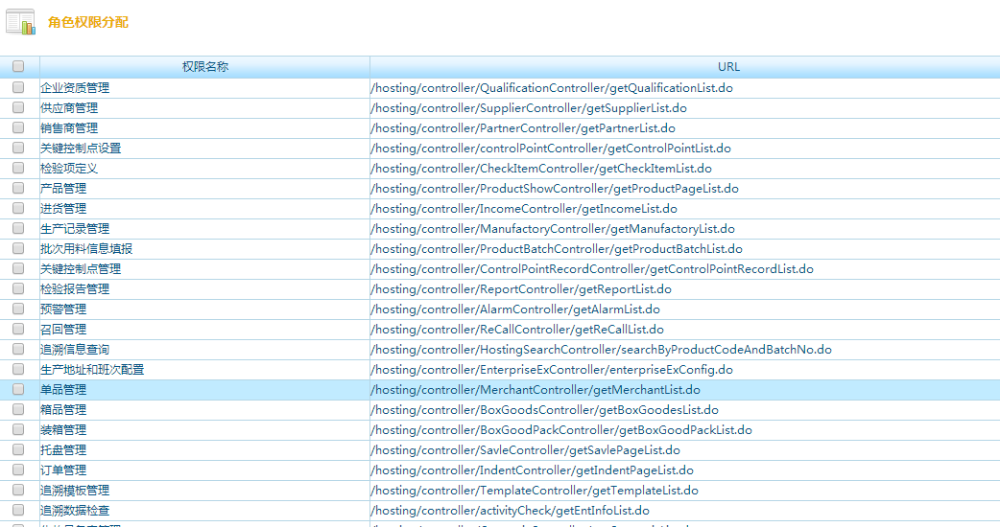 角色权限分配
权限名称 URL
企业资质管理 /hosting/controller/QualificationController/getQualificationList.do
供应商管理 /hosting/controller/SupplierController/getSupplierList.do
销售商管理 /hosting/controller/PartnerController/getPartnerList.do
关键控制点设置 /hosting/controller/controlPointController/getControlPointList.do
检验项定义 /hosting/controller/CheckItemController/getCheckItemList.do
产品管理 /hosting/controller/ProductShowController/getProductPageList.do
进货管理 /hosting/controller/IncomeController/getIncomeList.do
生产记录管理 /hosting/controller/ManufactoryController/getManufactoryList.do
批次用料信息填报 /hosting/controller/ProductBatchController/getProductBatchList.do
关键控制点管理 /hosting/controller/ControlPointRecordController/getControlPointRecordList.do
检验报告管理 /hosting/controller/ReportController/getReportList.do
预警管理 /hosting/controller/AlarmController/getAlarmList.do
召回管理 /hosting/controller/ReCallController/getReCallList.do
追溯信息查询 /hosting/controller/HostingSearchController/searchByProductCodeAndBatchNo.do
生产地址和班次配置 /hosting/controller/EnterpriseExController/enterpriseExConfig.do
单品管理 /hosting/controller/MerchantController/getMerchantList.do
箱品管理 /hosting/controller/BoxGoodsController/getBoxGoodesList.do
装箱管理 /hosting/controller/BoxGoodPackController/getBoxGoodPackList.do
托盘管理 /hosting/controller/SavleController/getSavlePageList.do
订单管理 /hosting/controller/IndentController/getIndentPageList.do
追溯模板管理 /hosting/controller/TemplateController/getTemplateList.do
追溯数据检查 /hosting/controller/activityCheck/getEntInfoList.do